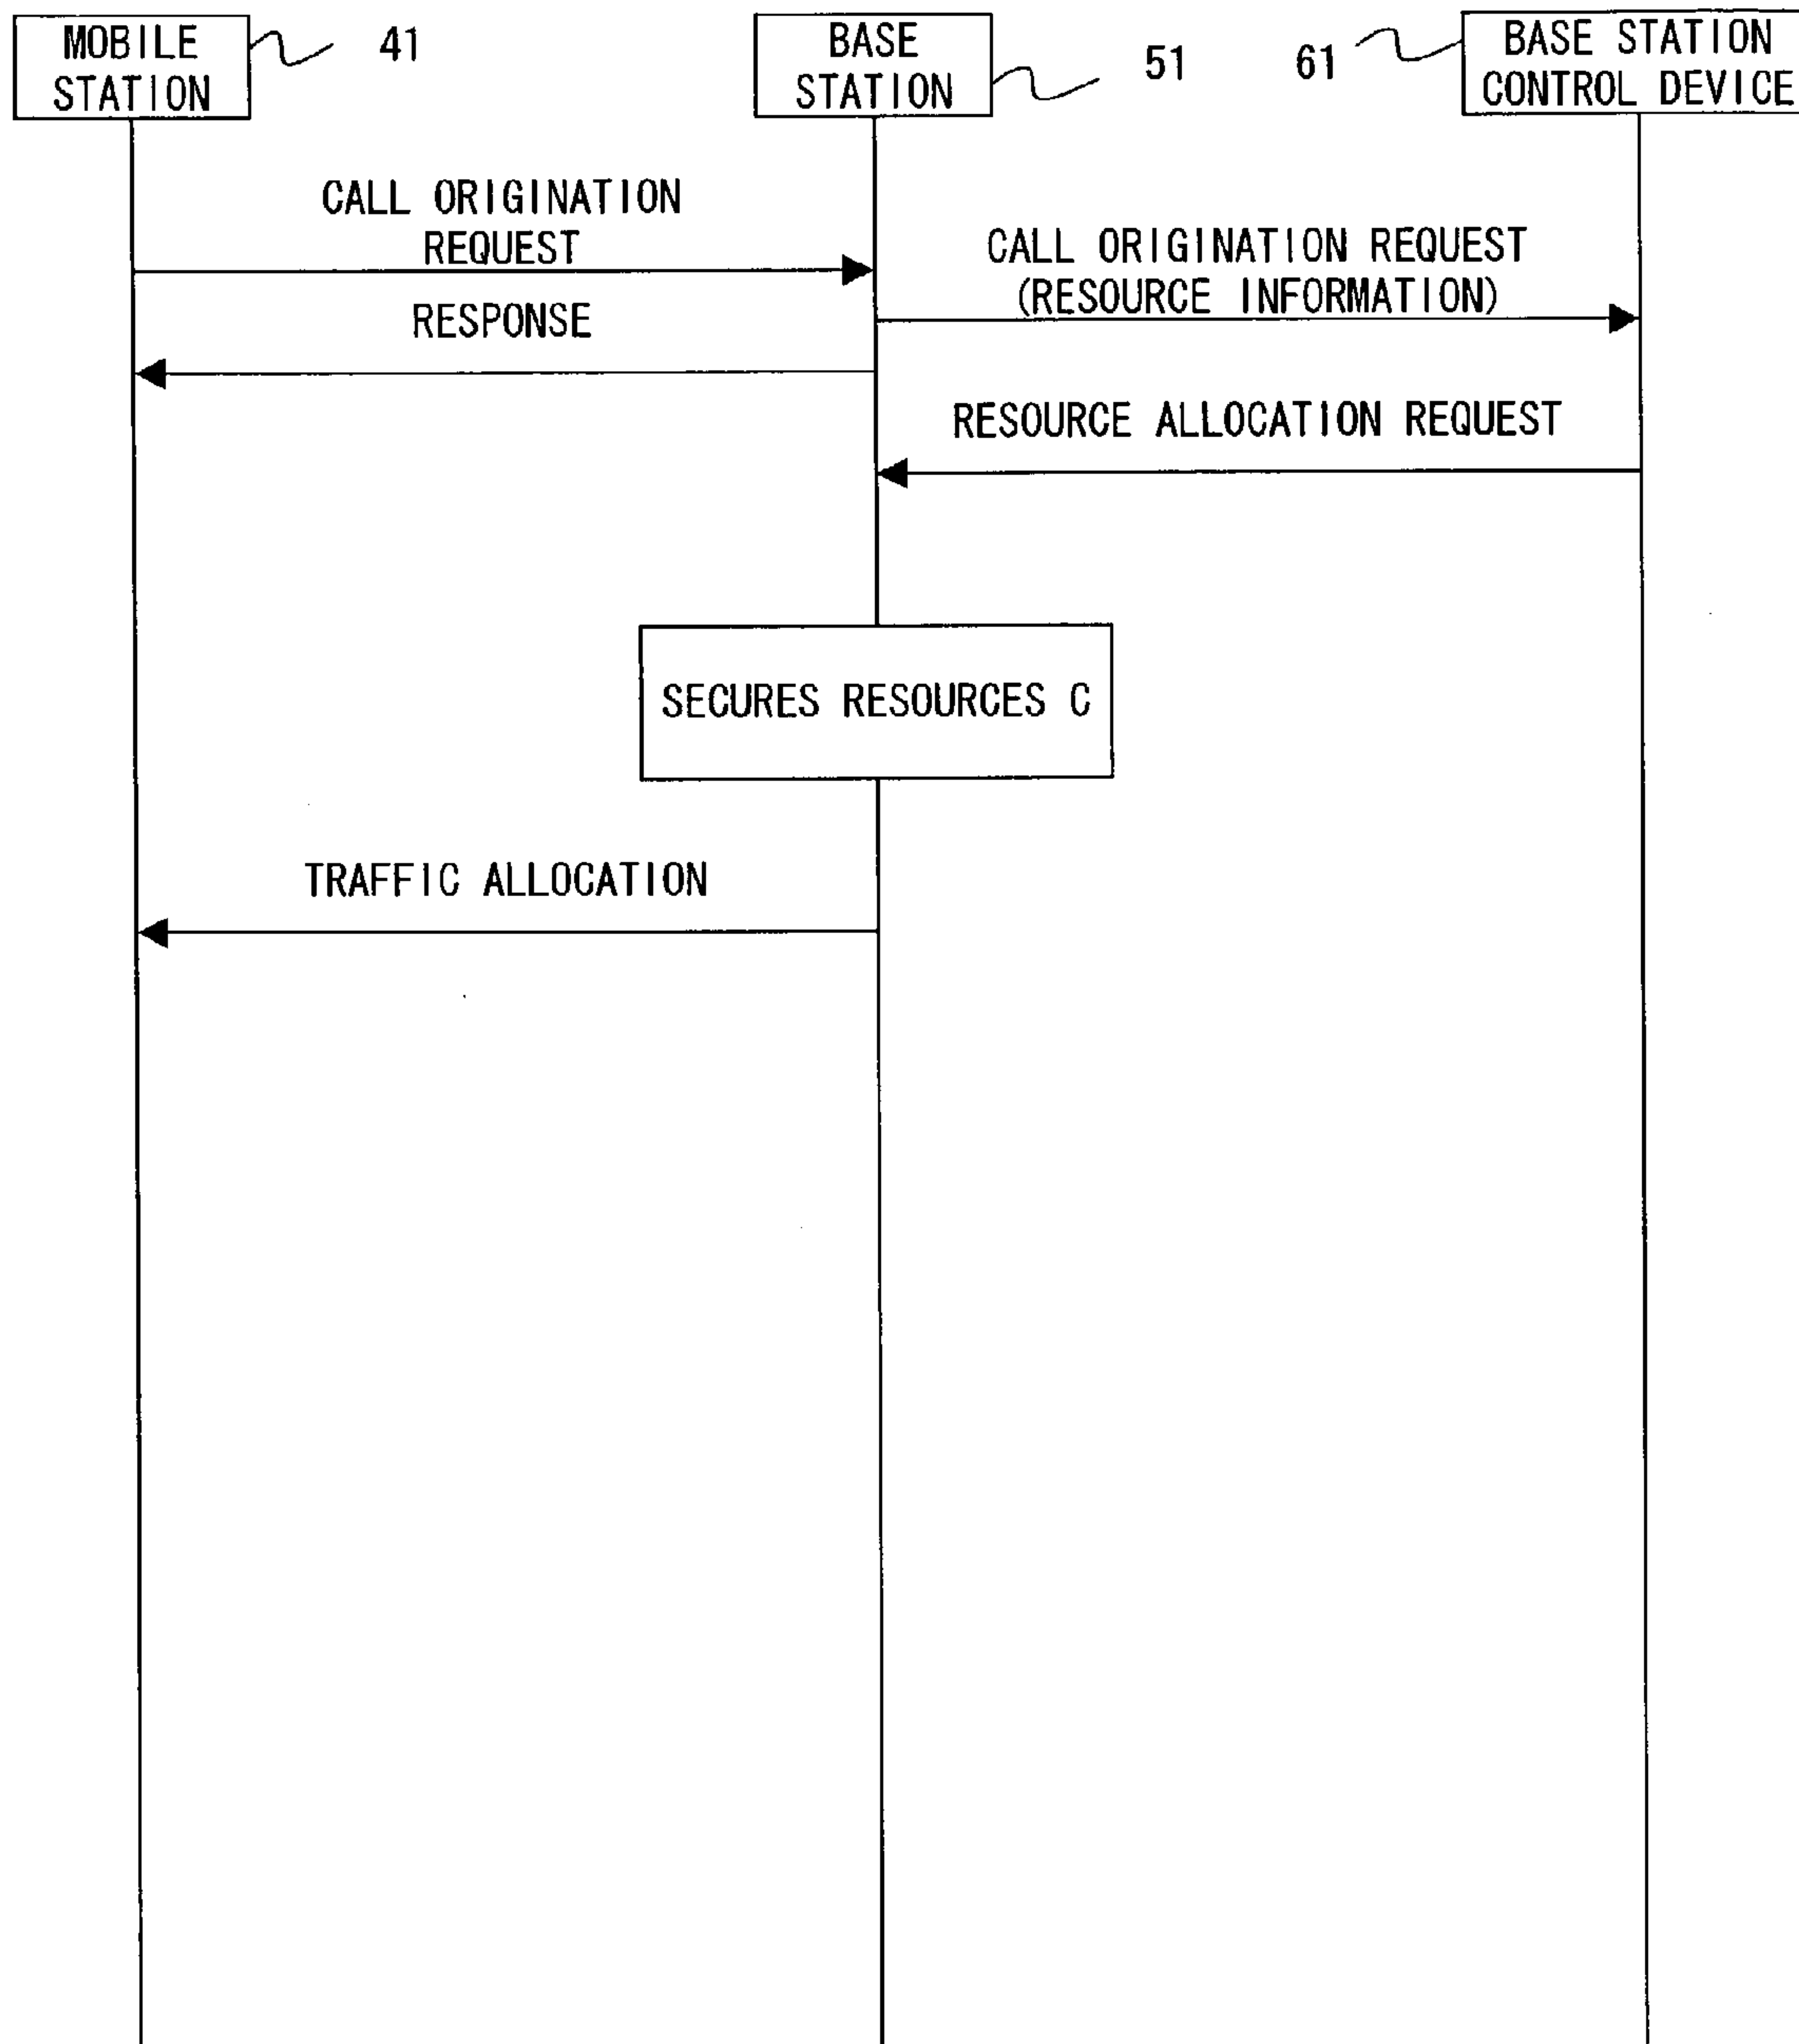 MOBILE
STATION
41
BASE
STATION
51
61
BASE STATION
CONTROL DEVICE
CALL ORIGINATION
REQUEST
CALL ORIGINATION REQUEST
(RESOURCE INFORMATION)
RESPONSE
RESOURCE ALLOCATION REQUEST
SECURES RESOURCES C
TRAFFIC ALLOCATION